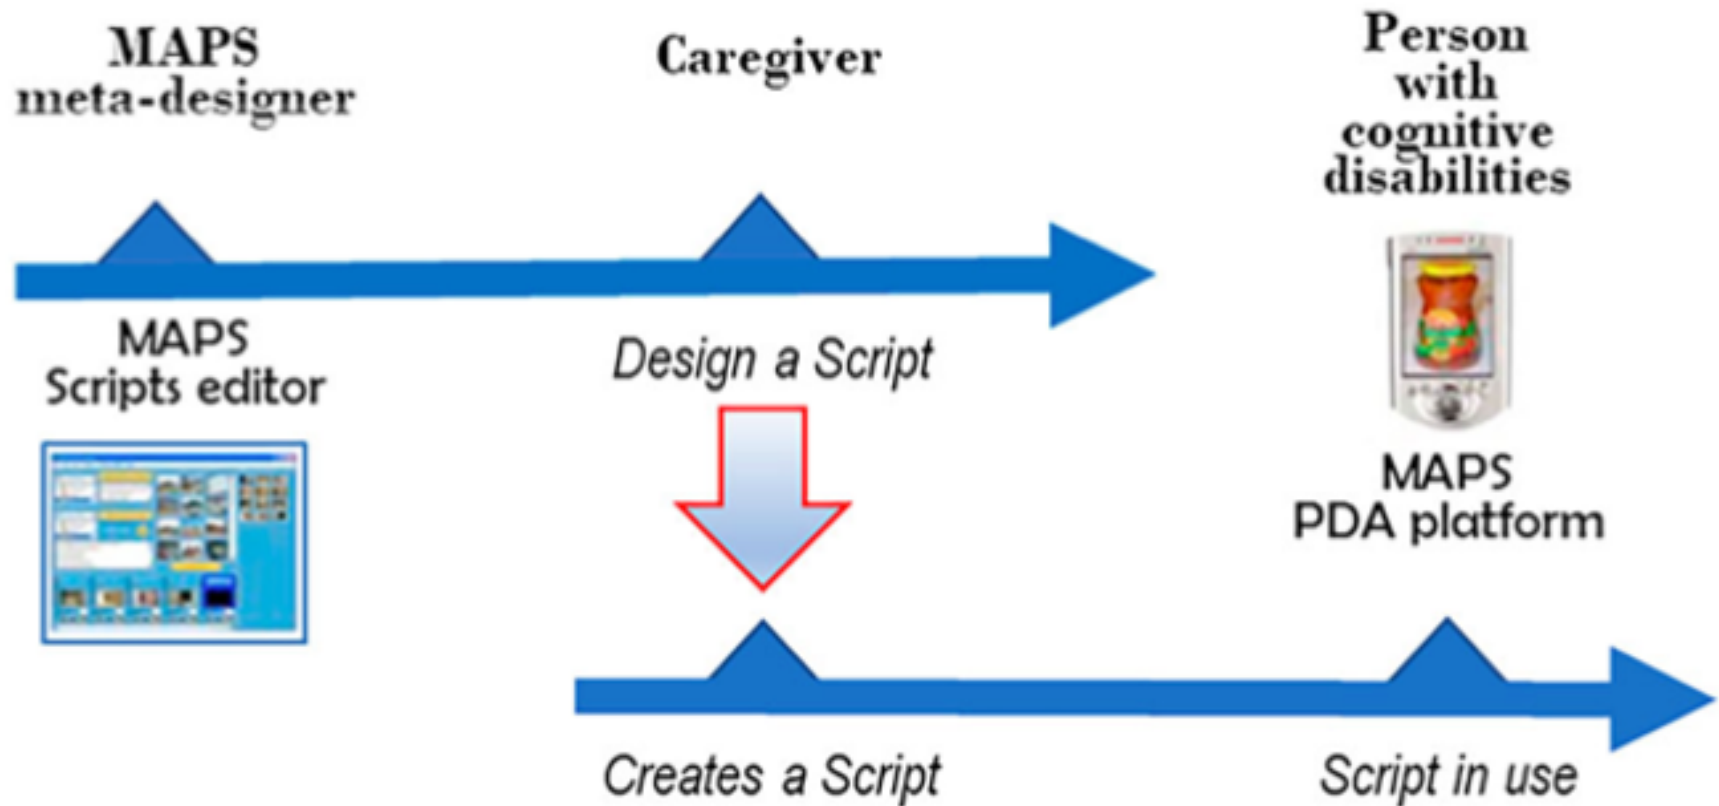 MAPS
meta-designer
Caregiver
Person
with
cognitive
disabilities
MAPS
Scripts editor
Design a Script
MAPS
PDA platform
Creates a Script
Script in use